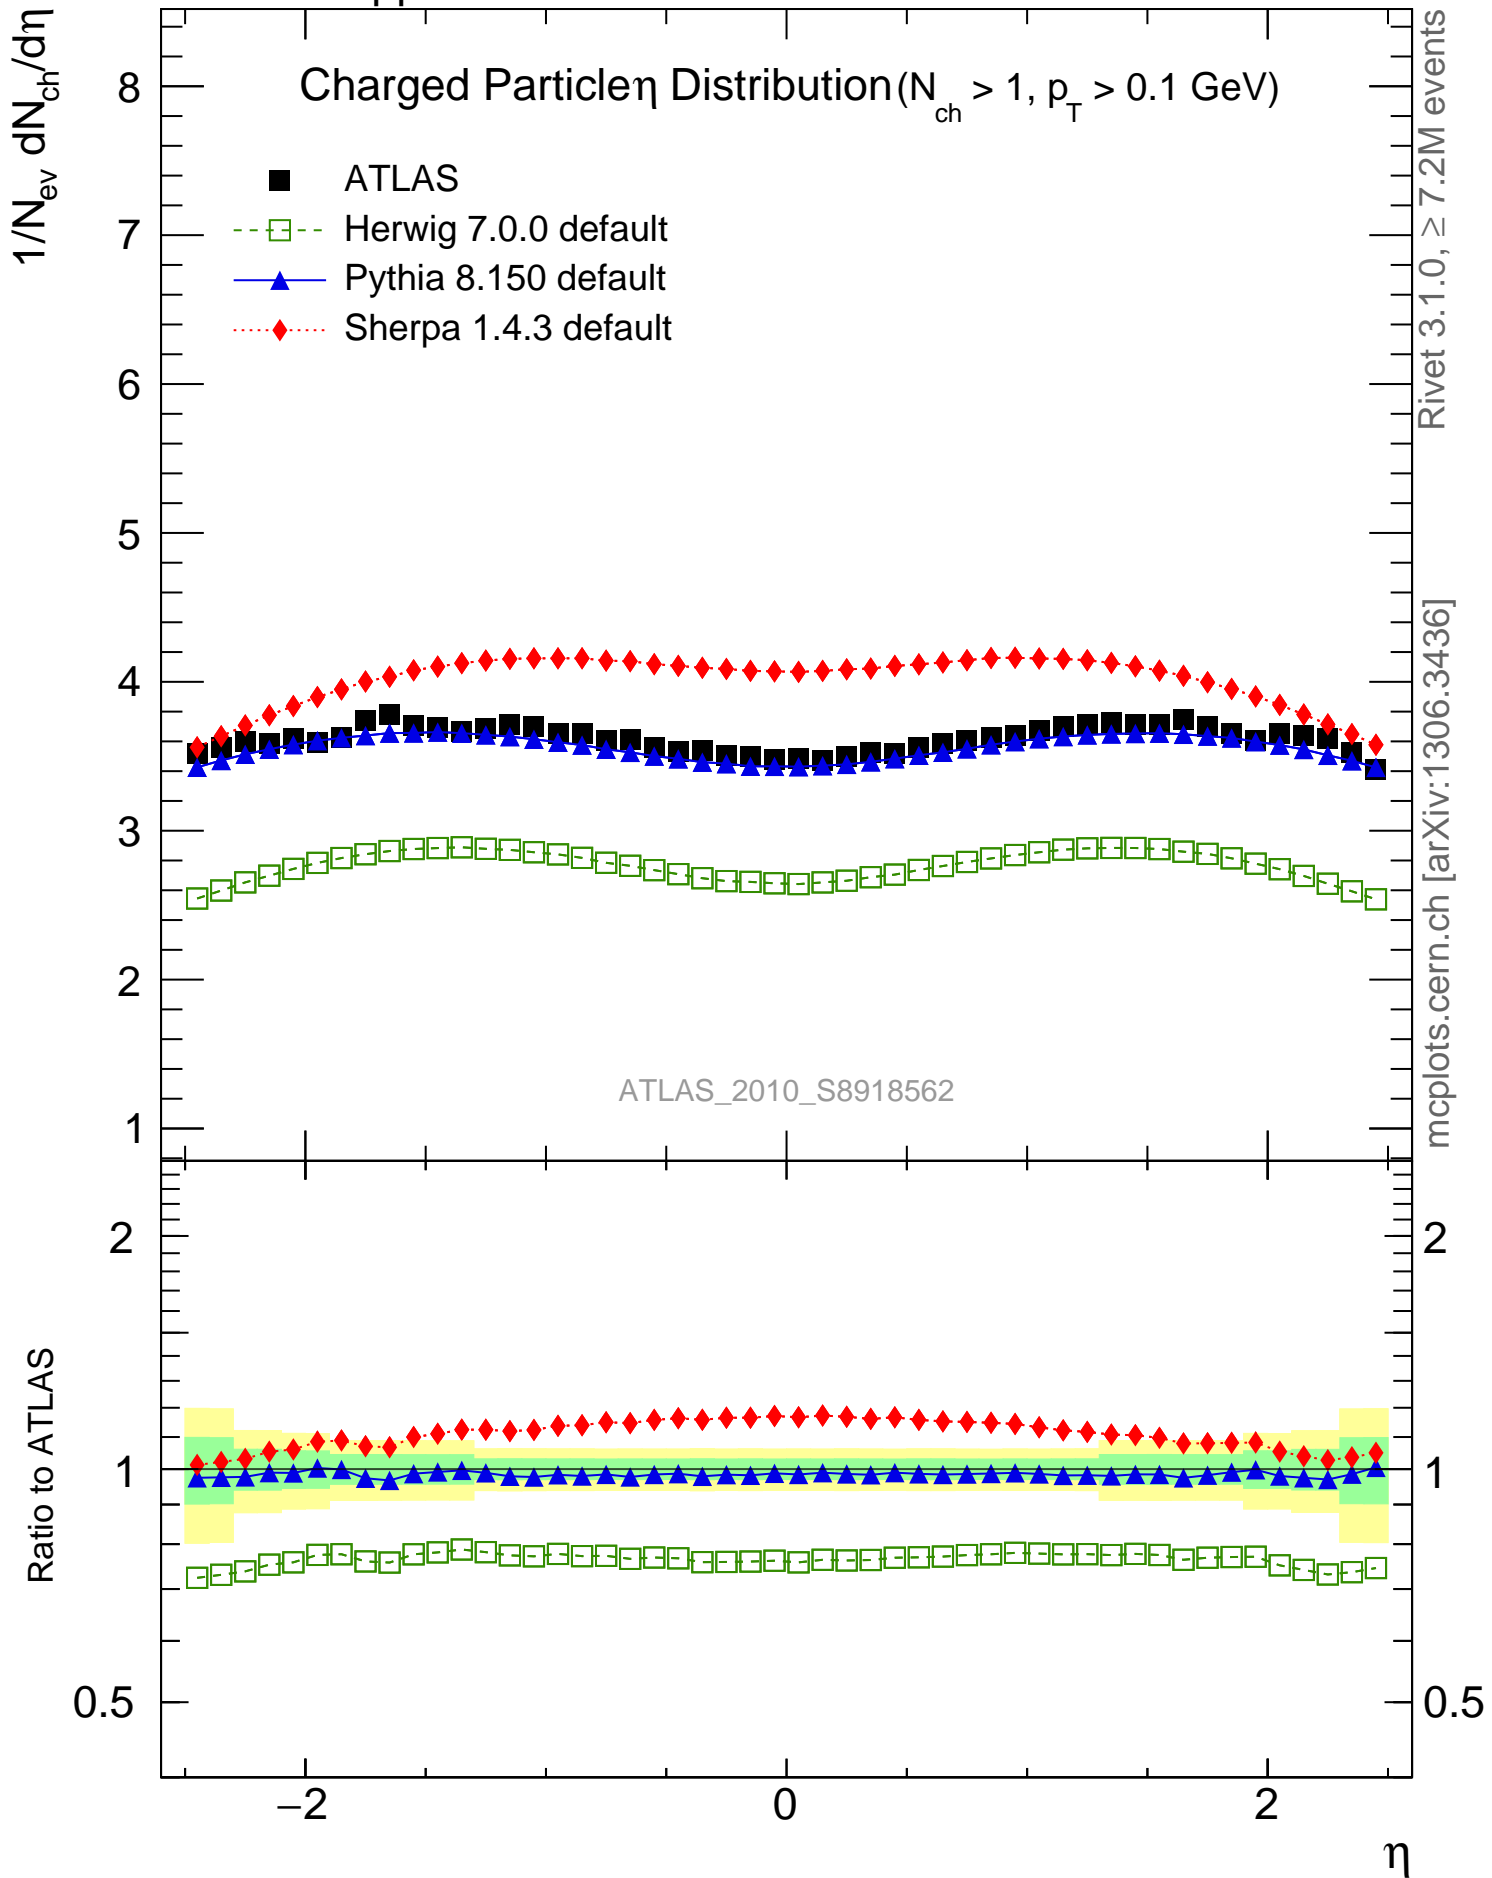 1/N_ev dN_ch/dη
Charged Particle η Distribution (N_ch > 1, p_T > 0.1 GeV)
ATLAS
Herwig 7.0.0 default
Pythia 8.150 default
Sherpa 1.4.3 default
8
7
6
5
4
3
2
1
ATLAS_2010_S8918562
Rivet 3.1.0, ≥ 7.2M events
mcplots.cern.ch [arXiv:1306.3436]
Ratio to ATLAS
2
1
0.5
2
1
0.5
−2
0
2
η